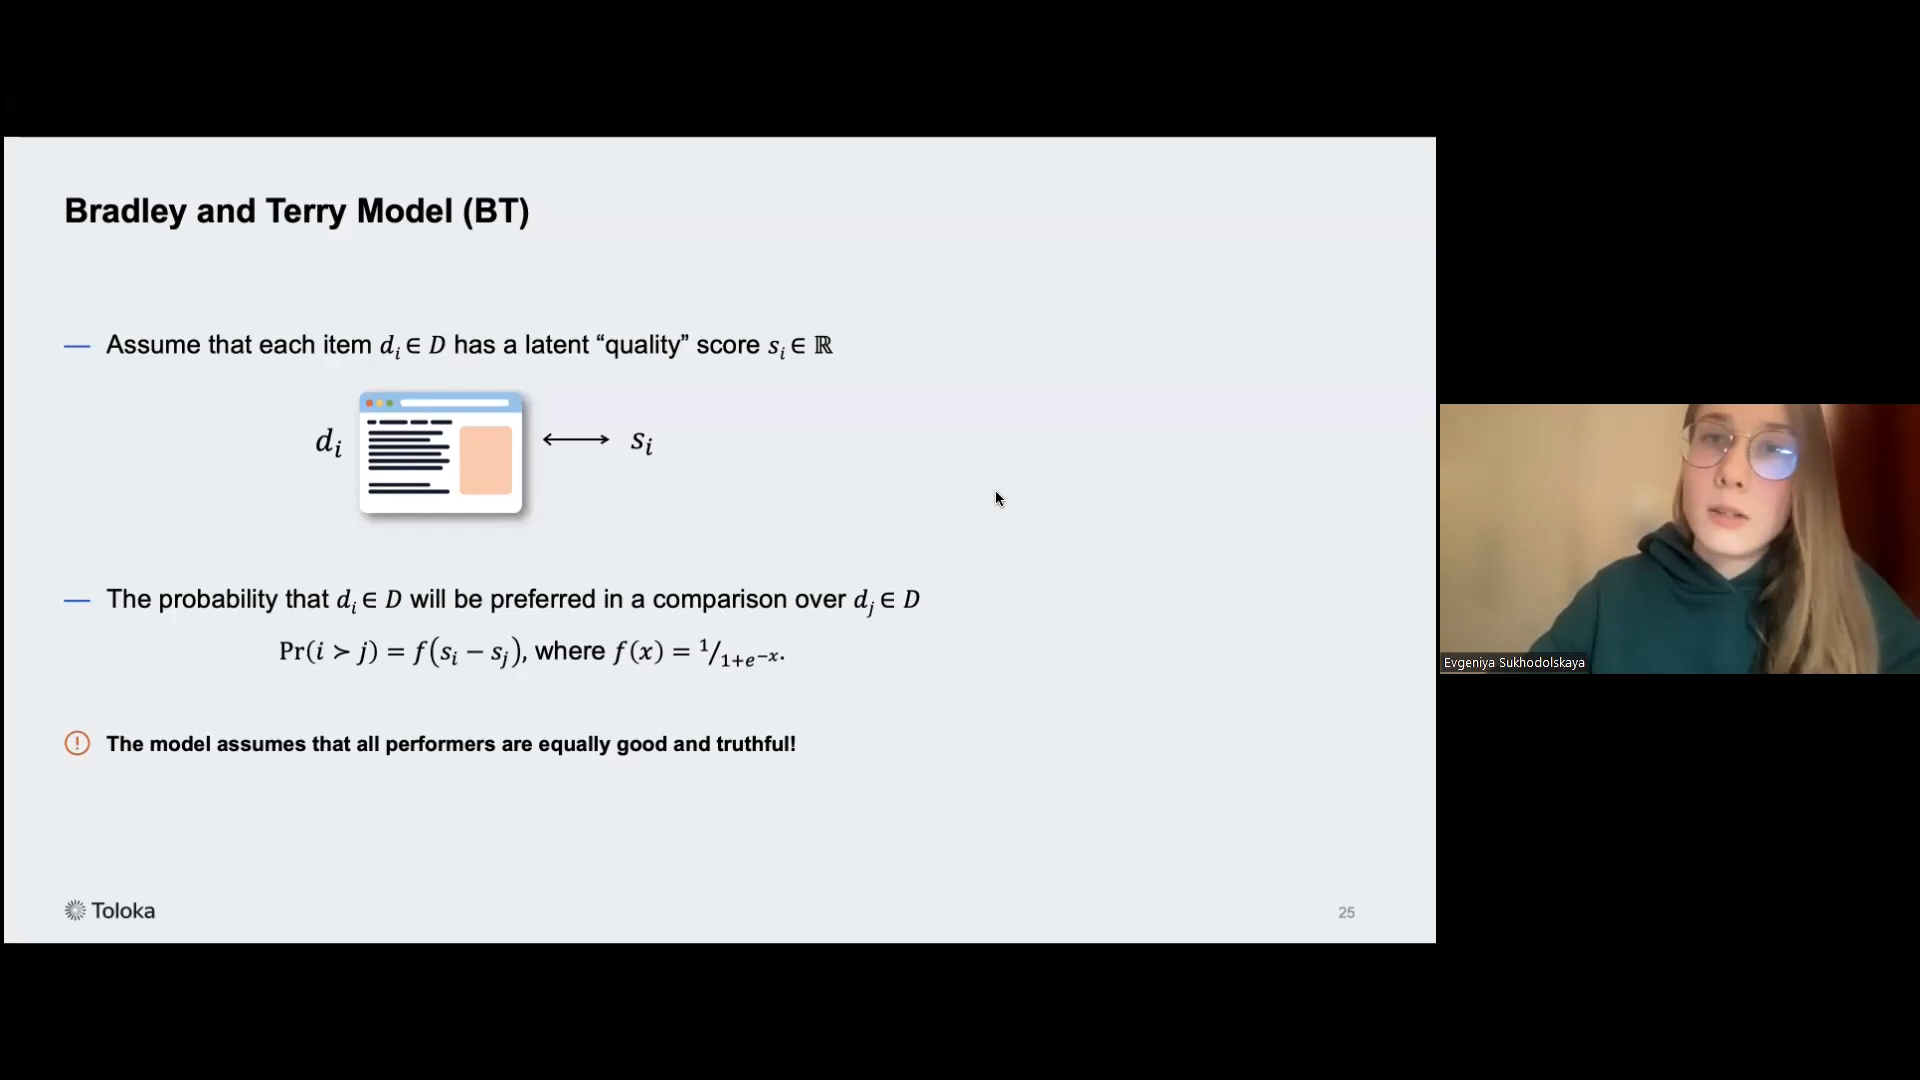 Bradley and Terry Model (BT)
— Assume that each item 𝑑ᵢ ∈ 𝐷 has a latent “quality” score 𝑠ᵢ ∈ ℝ
𝑑ᵢ ⟷ 𝑠ᵢ
— The probability that 𝑑ᵢ ∈ 𝐷 will be preferred in a comparison over 𝑑ⱼ ∈ 𝐷
Pr(𝑖 ≻ 𝑗) = 𝑓(𝑠ᵢ − 𝑠ⱼ), where 𝑓(𝑥) = 1/1+𝑒⁻ˣ.
! The model assumes that all performers are equally good and truthful!
Toloka
25
Evgeniya Sukhodolskaya